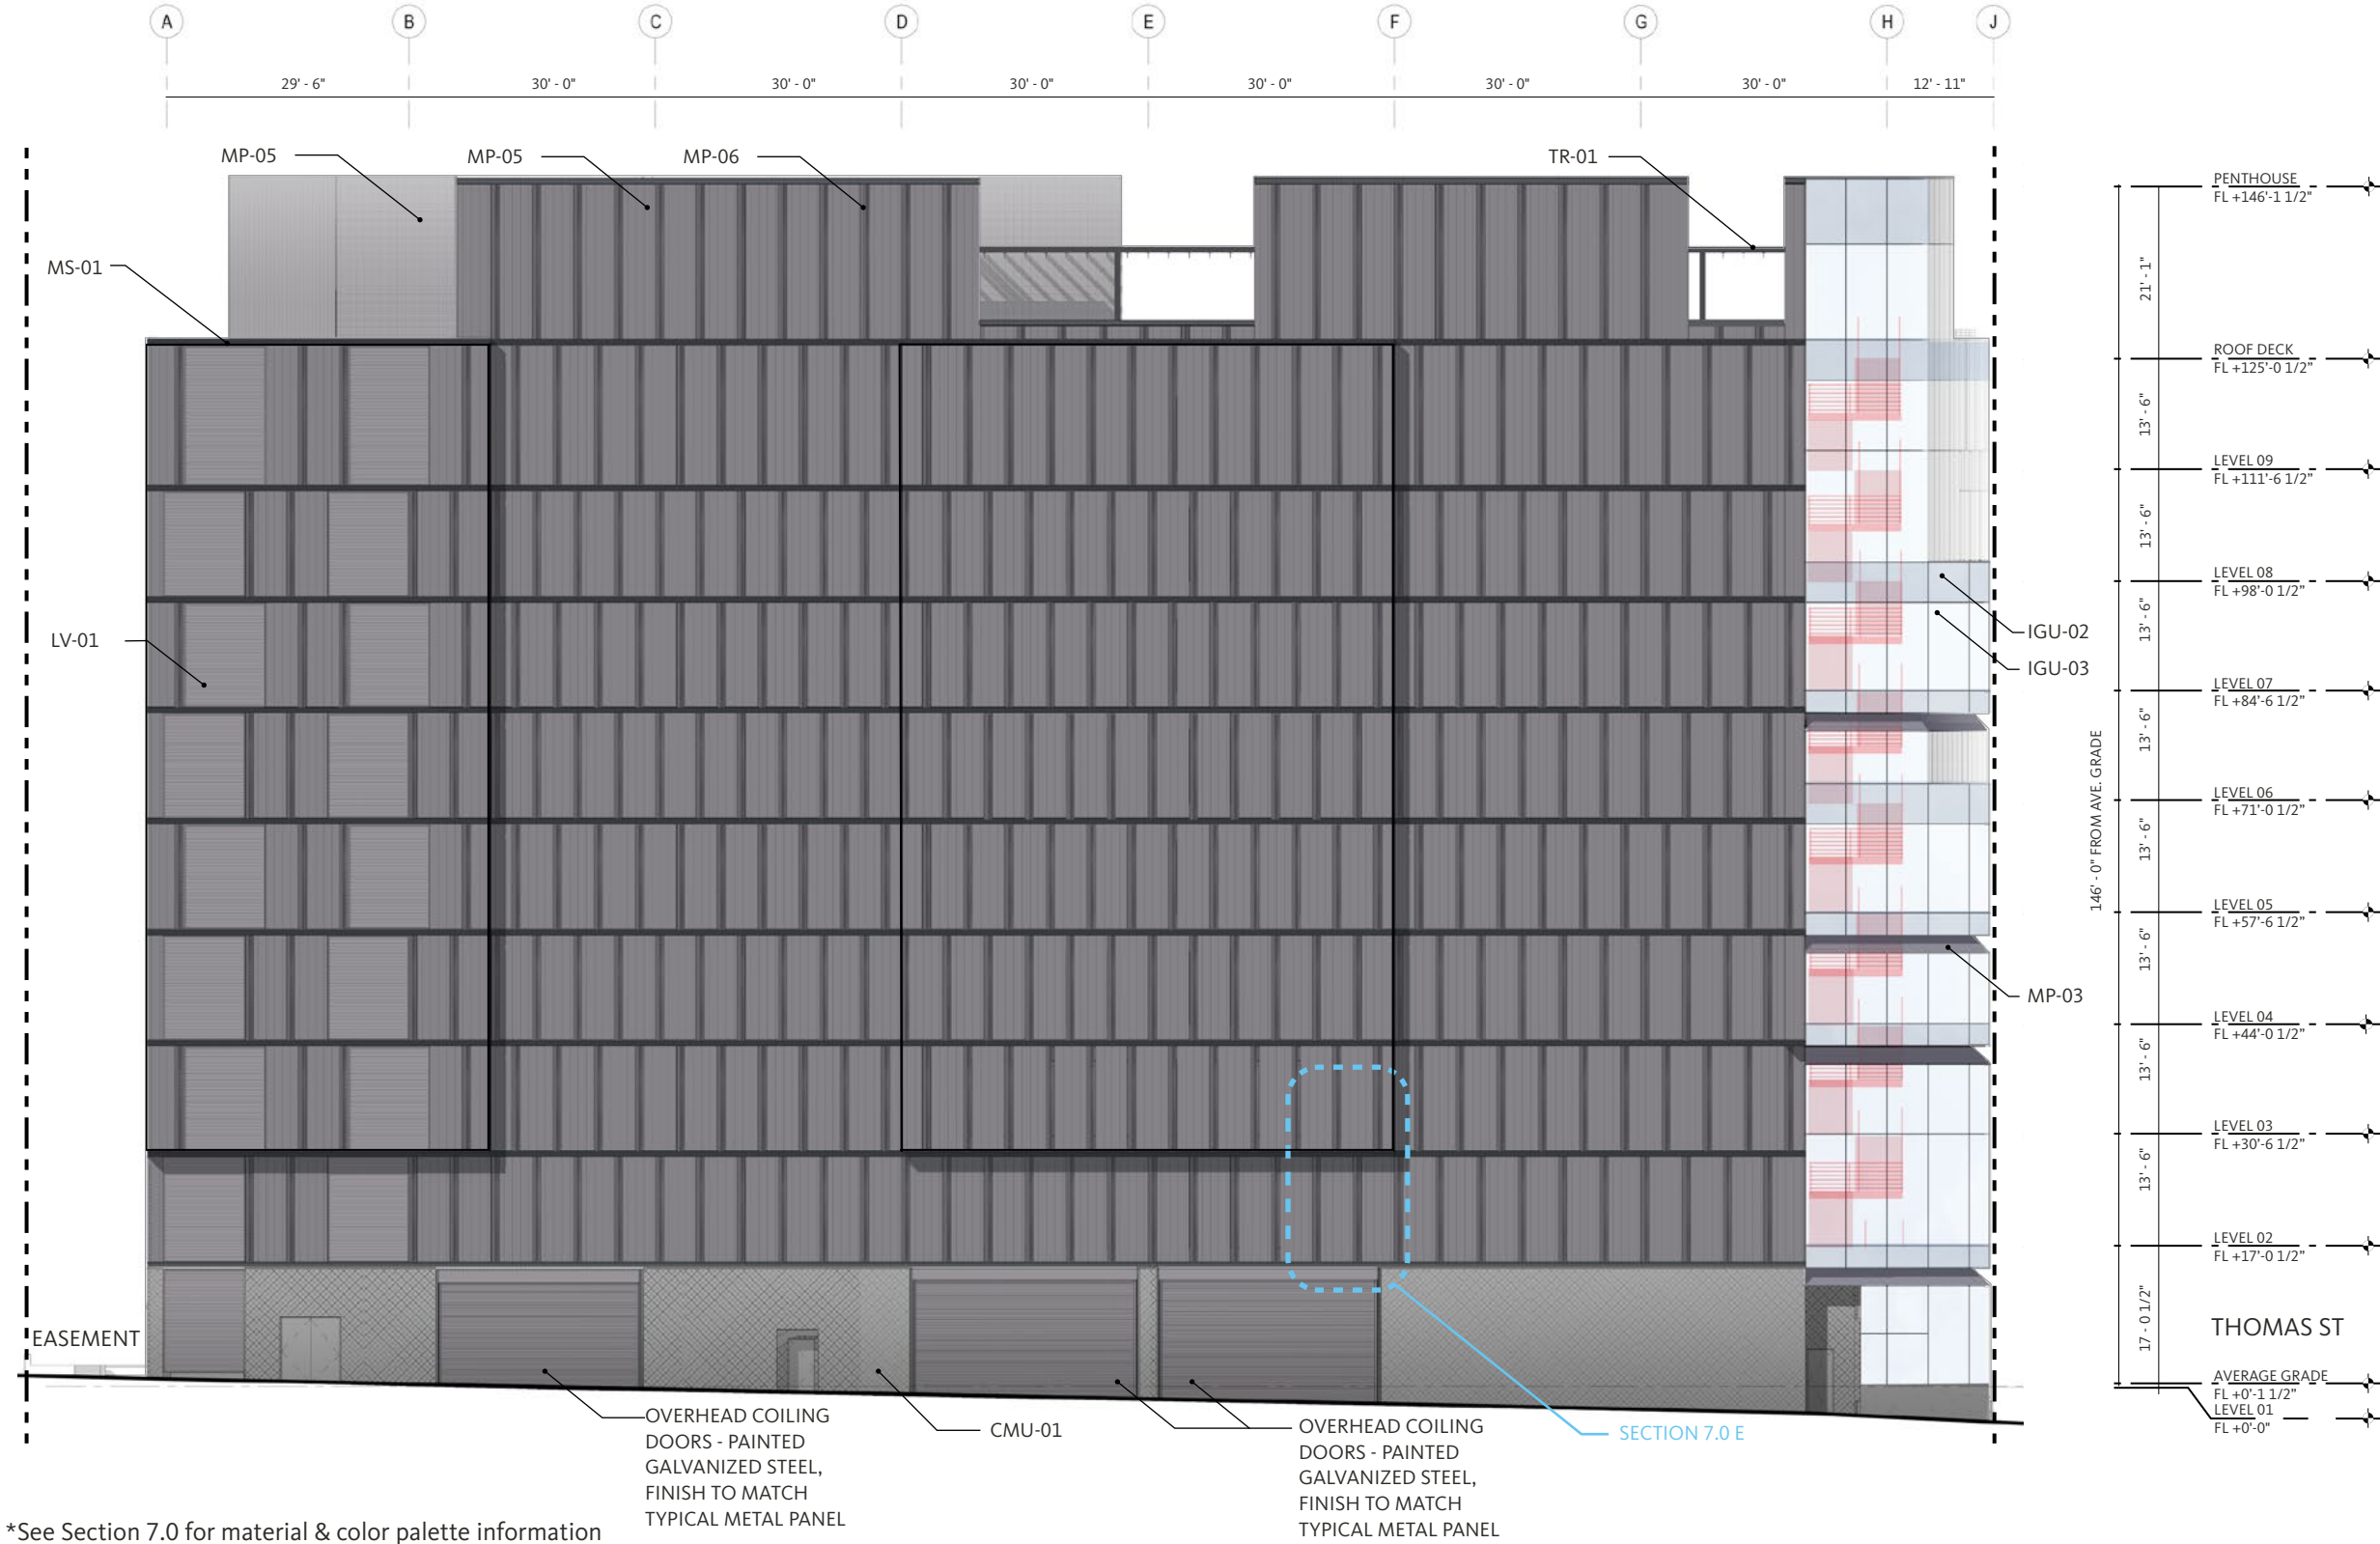 A B C D E F G H J
29' - 6" 30' - 0" 30' - 0" 30' - 0" 30' - 0" 30' - 0" 30' - 0" 12' - 11"
MP-05 MP-05 MP-06 TR-01
MS-01
LV-01
IGU-02
IGU-03
MP-03
PENTHOUSE
FL +146'-1 1/2"
21' - 1"
ROOF DECK
FL +125'-0 1/2"
13' - 6"
LEVEL 09
FL +111'-6 1/2"
13' - 6"
LEVEL 08
FL +98'-0 1/2"
13' - 6"
LEVEL 07
FL +84'-6 1/2"
13' - 6"
146' - 0" FROM AVE. GRADE
LEVEL 06
FL +71'-0 1/2"
13' - 6"
LEVEL 05
FL +57'-6 1/2"
13' - 6"
LEVEL 04
FL +44'-0 1/2"
13' - 6"
LEVEL 03
FL +30'-6 1/2"
13' - 6"
LEVEL 02
FL +17'-0 1/2"
17 - 0 1/2"
THOMAS ST
AVERAGE GRADE
FL +0'-1 1/2"
LEVEL 01
FL +0'-0"
EASEMENT
OVERHEAD COILING
DOORS - PAINTED
GALVANIZED STEEL,
FINISH TO MATCH
TYPICAL METAL PANEL
CMU-01
OVERHEAD COILING
DOORS - PAINTED
GALVANIZED STEEL,
FINISH TO MATCH
TYPICAL METAL PANEL
SECTION 7.0 E
*See Section 7.0 for material & color palette information